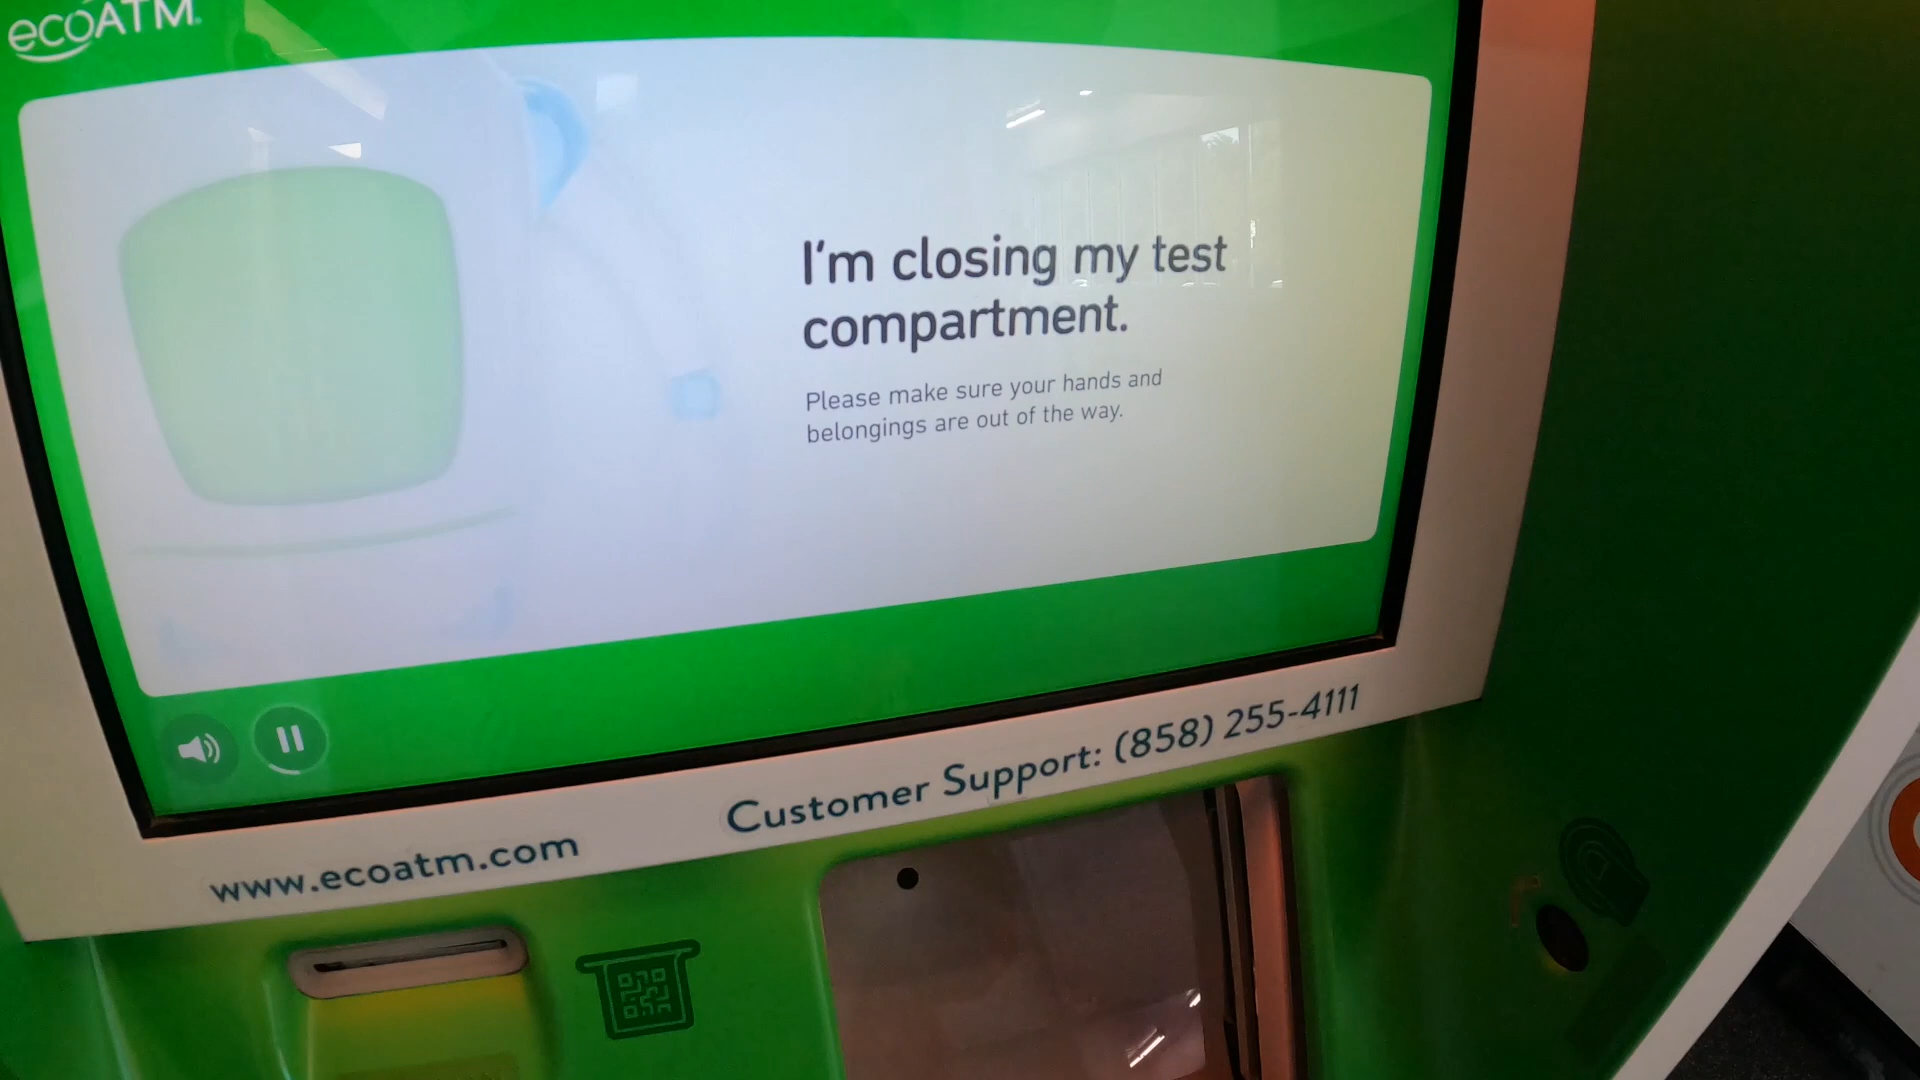 ecoATM
I'm closing my test
compartment.
Please make sure your hands and
belongings are out of the way.
Customer Support: (858) 255-4111
www.ecoatm.com